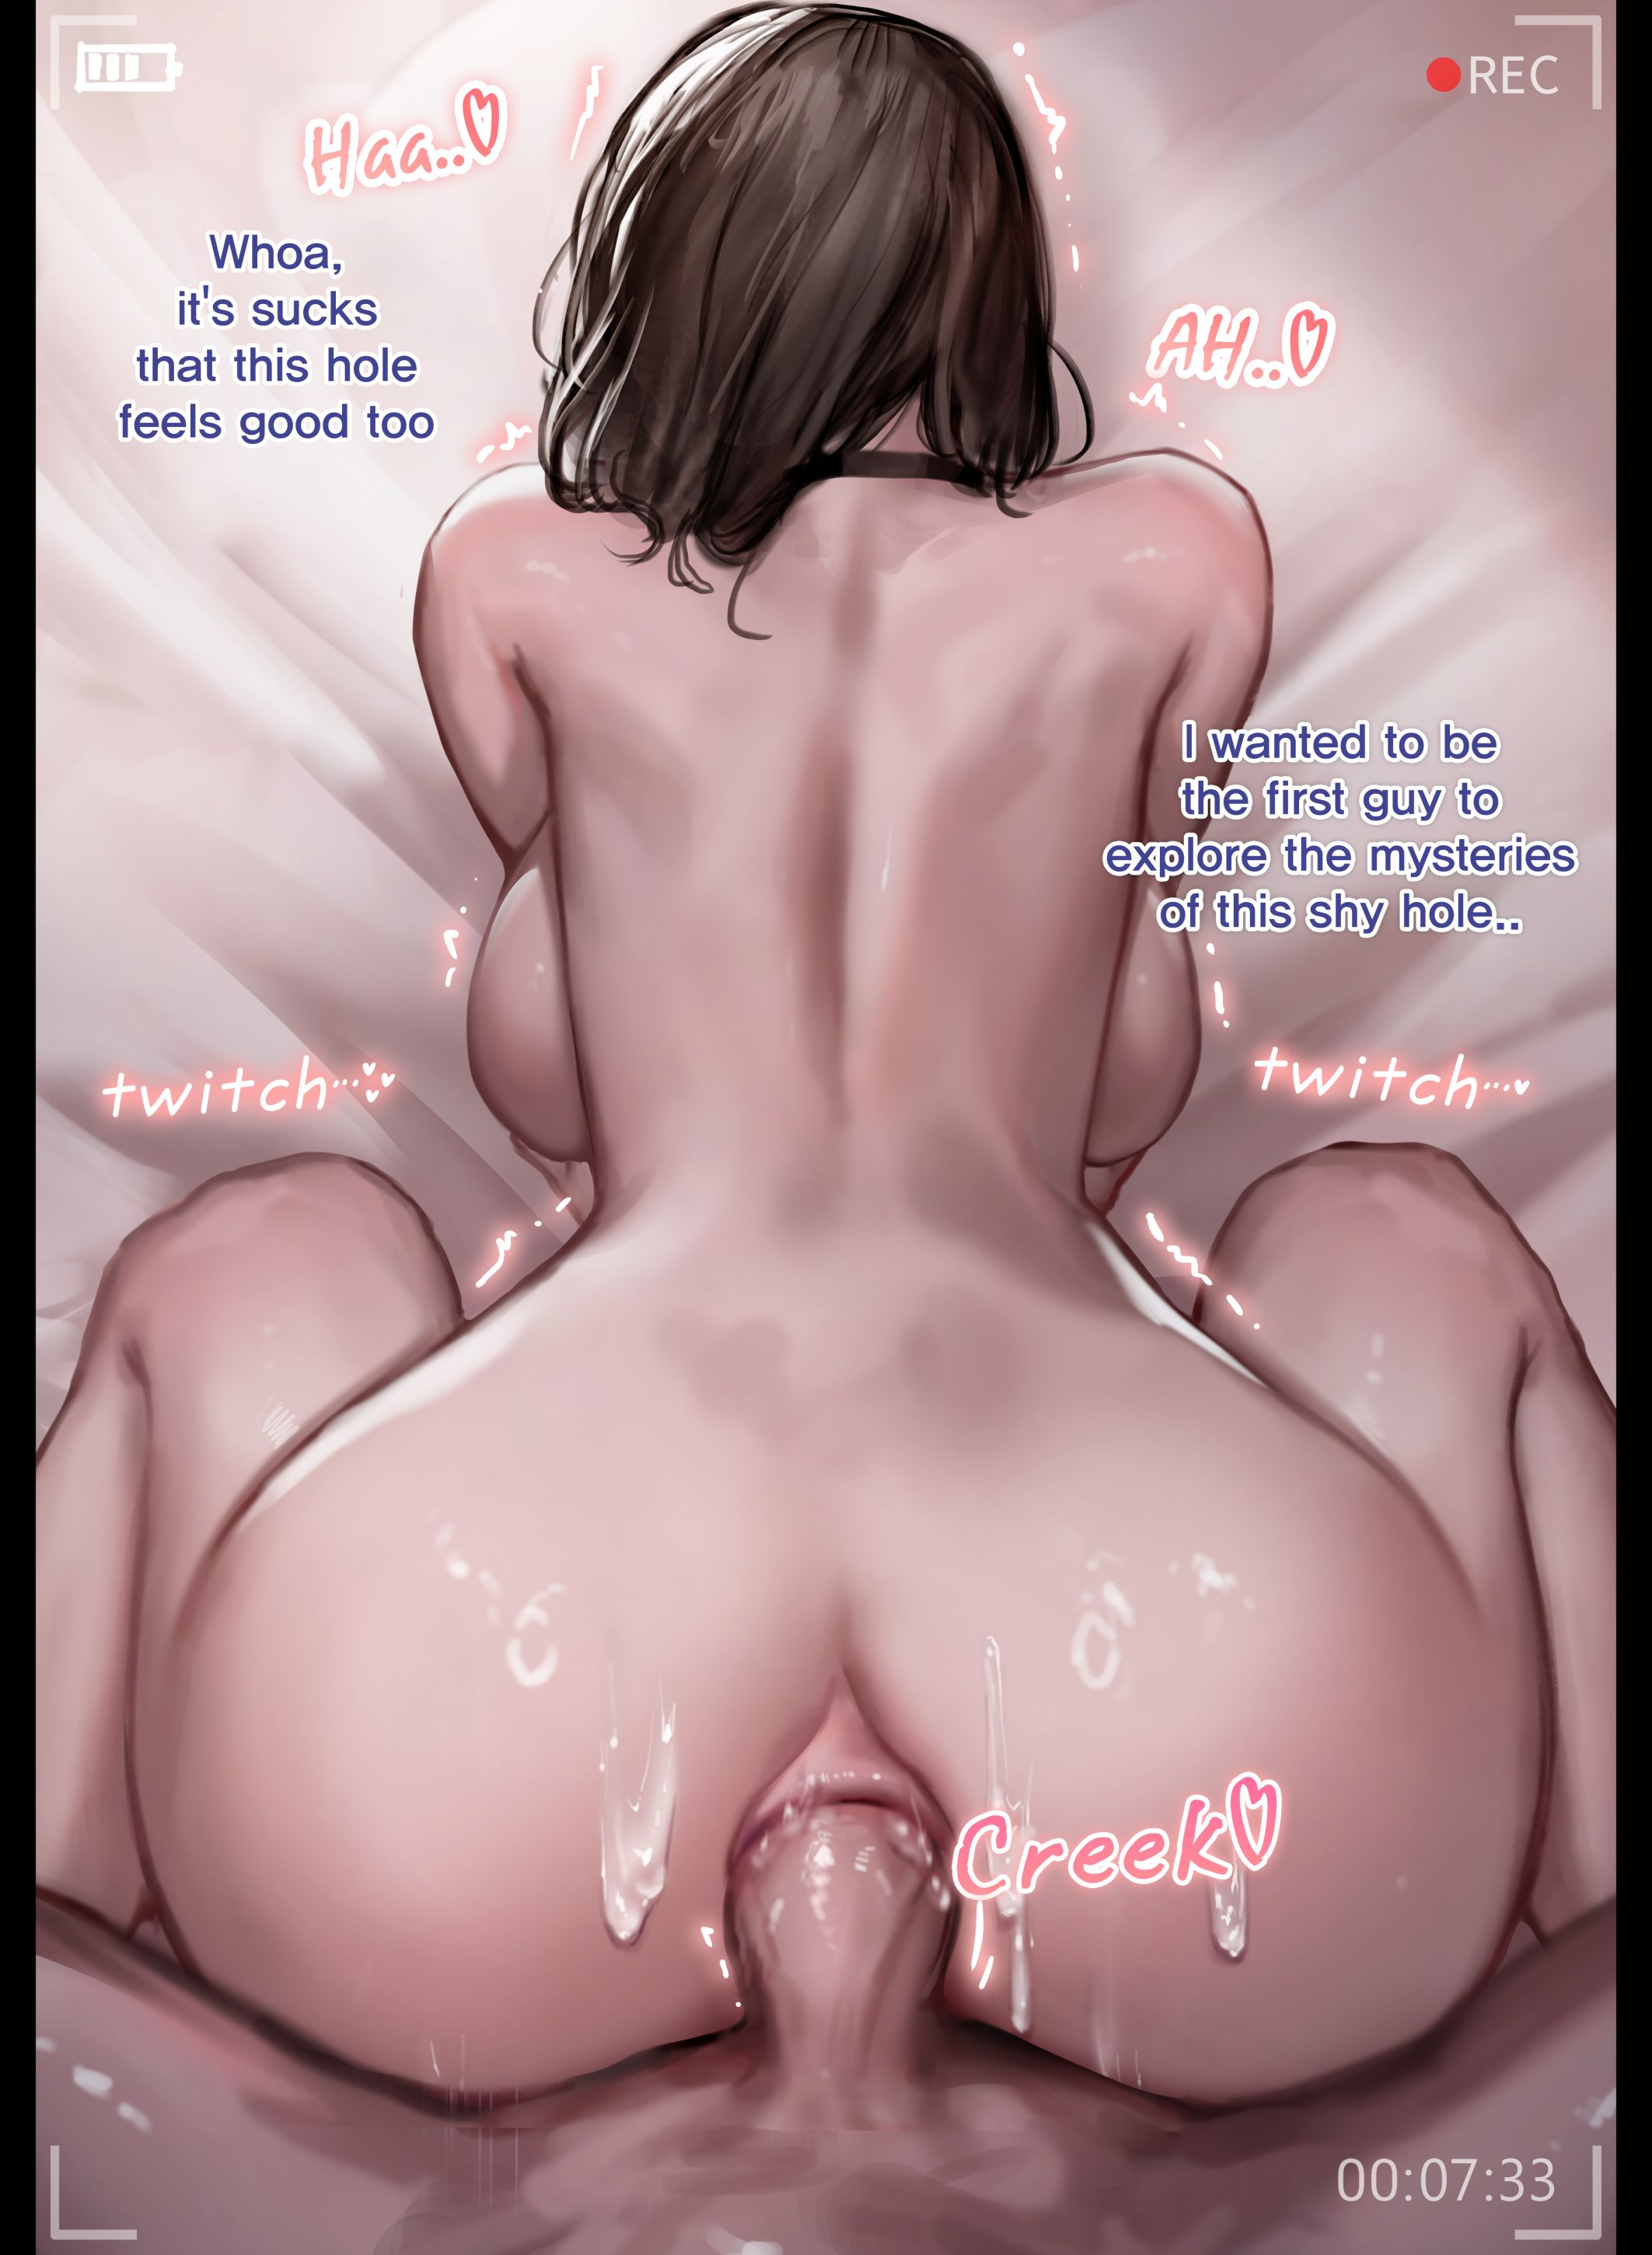 REC
Haa..♡
Whoa,
it's sucks
that this hole
feels good too
AH..♡
I wanted to be
the first guy to
explore the mysteries
of this shy hole..
twitch...
twitch...
Creek♡
00:07:33